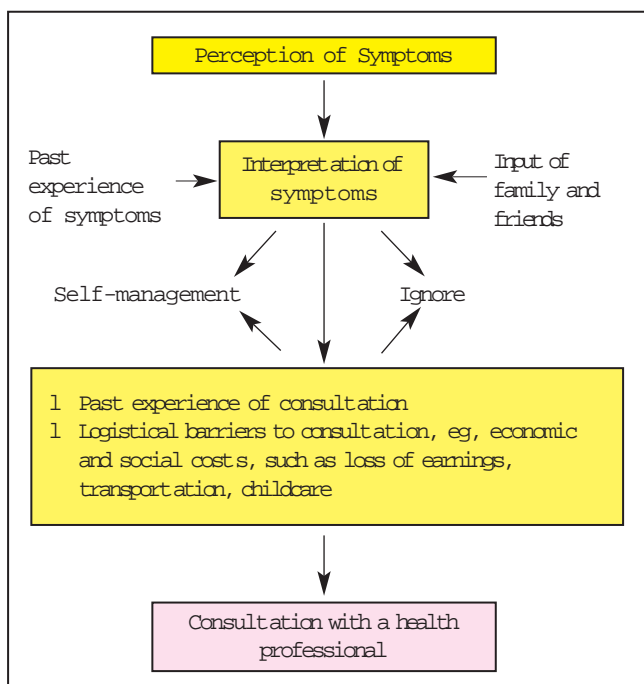 Perception of Symptoms
Past
experience
of symptoms
Interpretation of
symptoms
Input of
family and
friends
Self-management
Ignore
l Past experience of consultation
l Logistical barriers to consultation, eg, economic
and social costs, such as loss of earnings,
transportation, childcare
Consultation with a health
professional